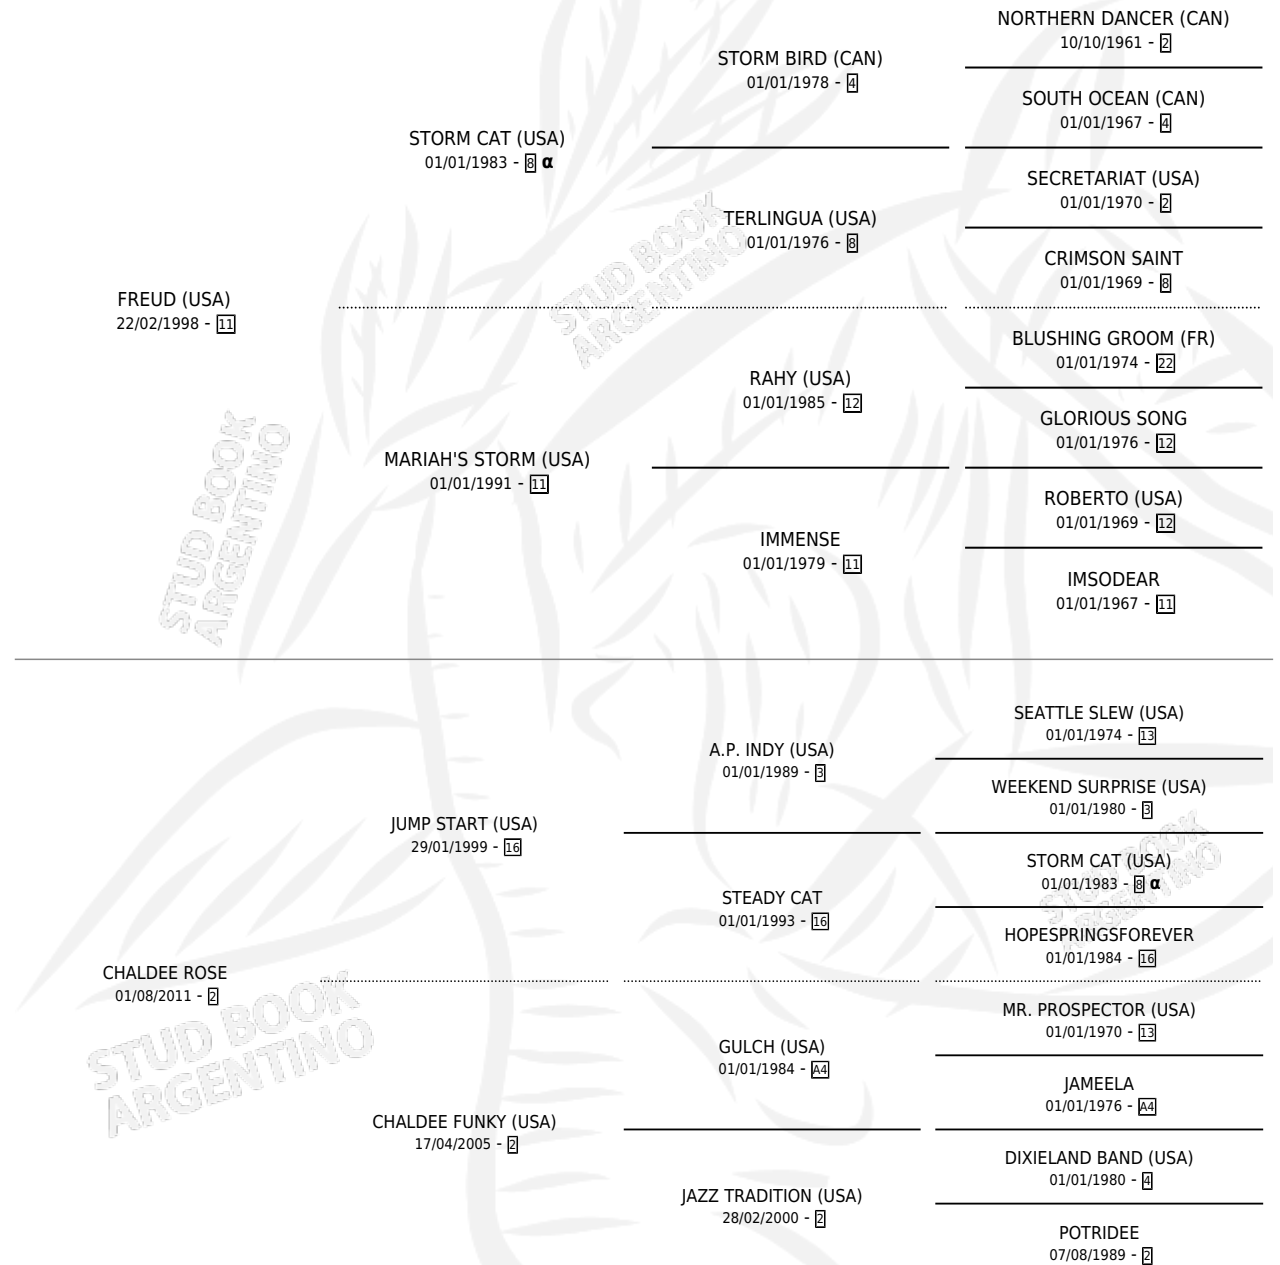 NORTHERN DANCER (CAN)
10/10/1961 - 2
STORM BIRD (CAN)
01/01/1978 - 4
SOUTH OCEAN (CAN)
01/01/1967 - 4
STORM CAT (USA)
01/01/1983 - 8 α
SECRETARIAT (USA)
01/01/1970 - 2
TERLINGUA (USA)
01/01/1976 - 8
CRIMSON SAINT
01/01/1969 - 8
FREUD (USA)
22/02/1998 - 11
BLUSHING GROOM (FR)
01/01/1974 - 22
RAHY (USA)
01/01/1985 - 12
GLORIOUS SONG
01/01/1976 - 12
MARIAH'S STORM (USA)
01/01/1991 - 11
ROBERTO (USA)
01/01/1969 - 12
IMMENSE
01/01/1979 - 11
IMSODEAR
01/01/1967 - 11
SEATTLE SLEW (USA)
01/01/1974 - 13
A.P. INDY (USA)
01/01/1989 - 3
WEEKEND SURPRISE (USA)
01/01/1980 - 3
JUMP START (USA)
29/01/1999 - 16
STORM CAT (USA)
01/01/1983 - 8 α
STEADY CAT
01/01/1993 - 16
HOPESPRINGSFOREVER
01/01/1984 - 16
CHALDEE ROSE
01/08/2011 - 2
MR. PROSPECTOR (USA)
01/01/1970 - 13
GULCH (USA)
01/01/1984 - A4
JAMEELA
01/01/1976 - A4
CHALDEE FUNKY (USA)
17/04/2005 - 2
DIXIELAND BAND (USA)
01/01/1980 - 4
JAZZ TRADITION (USA)
28/02/2000 - 2
POTRIDEE
07/08/1989 - 2
STUD BOOK
ARGENTINO
STUD BOOK
ARGENTINO
STUD BOOK
ARGENTINO
STUD BOOK
ARGENTINO